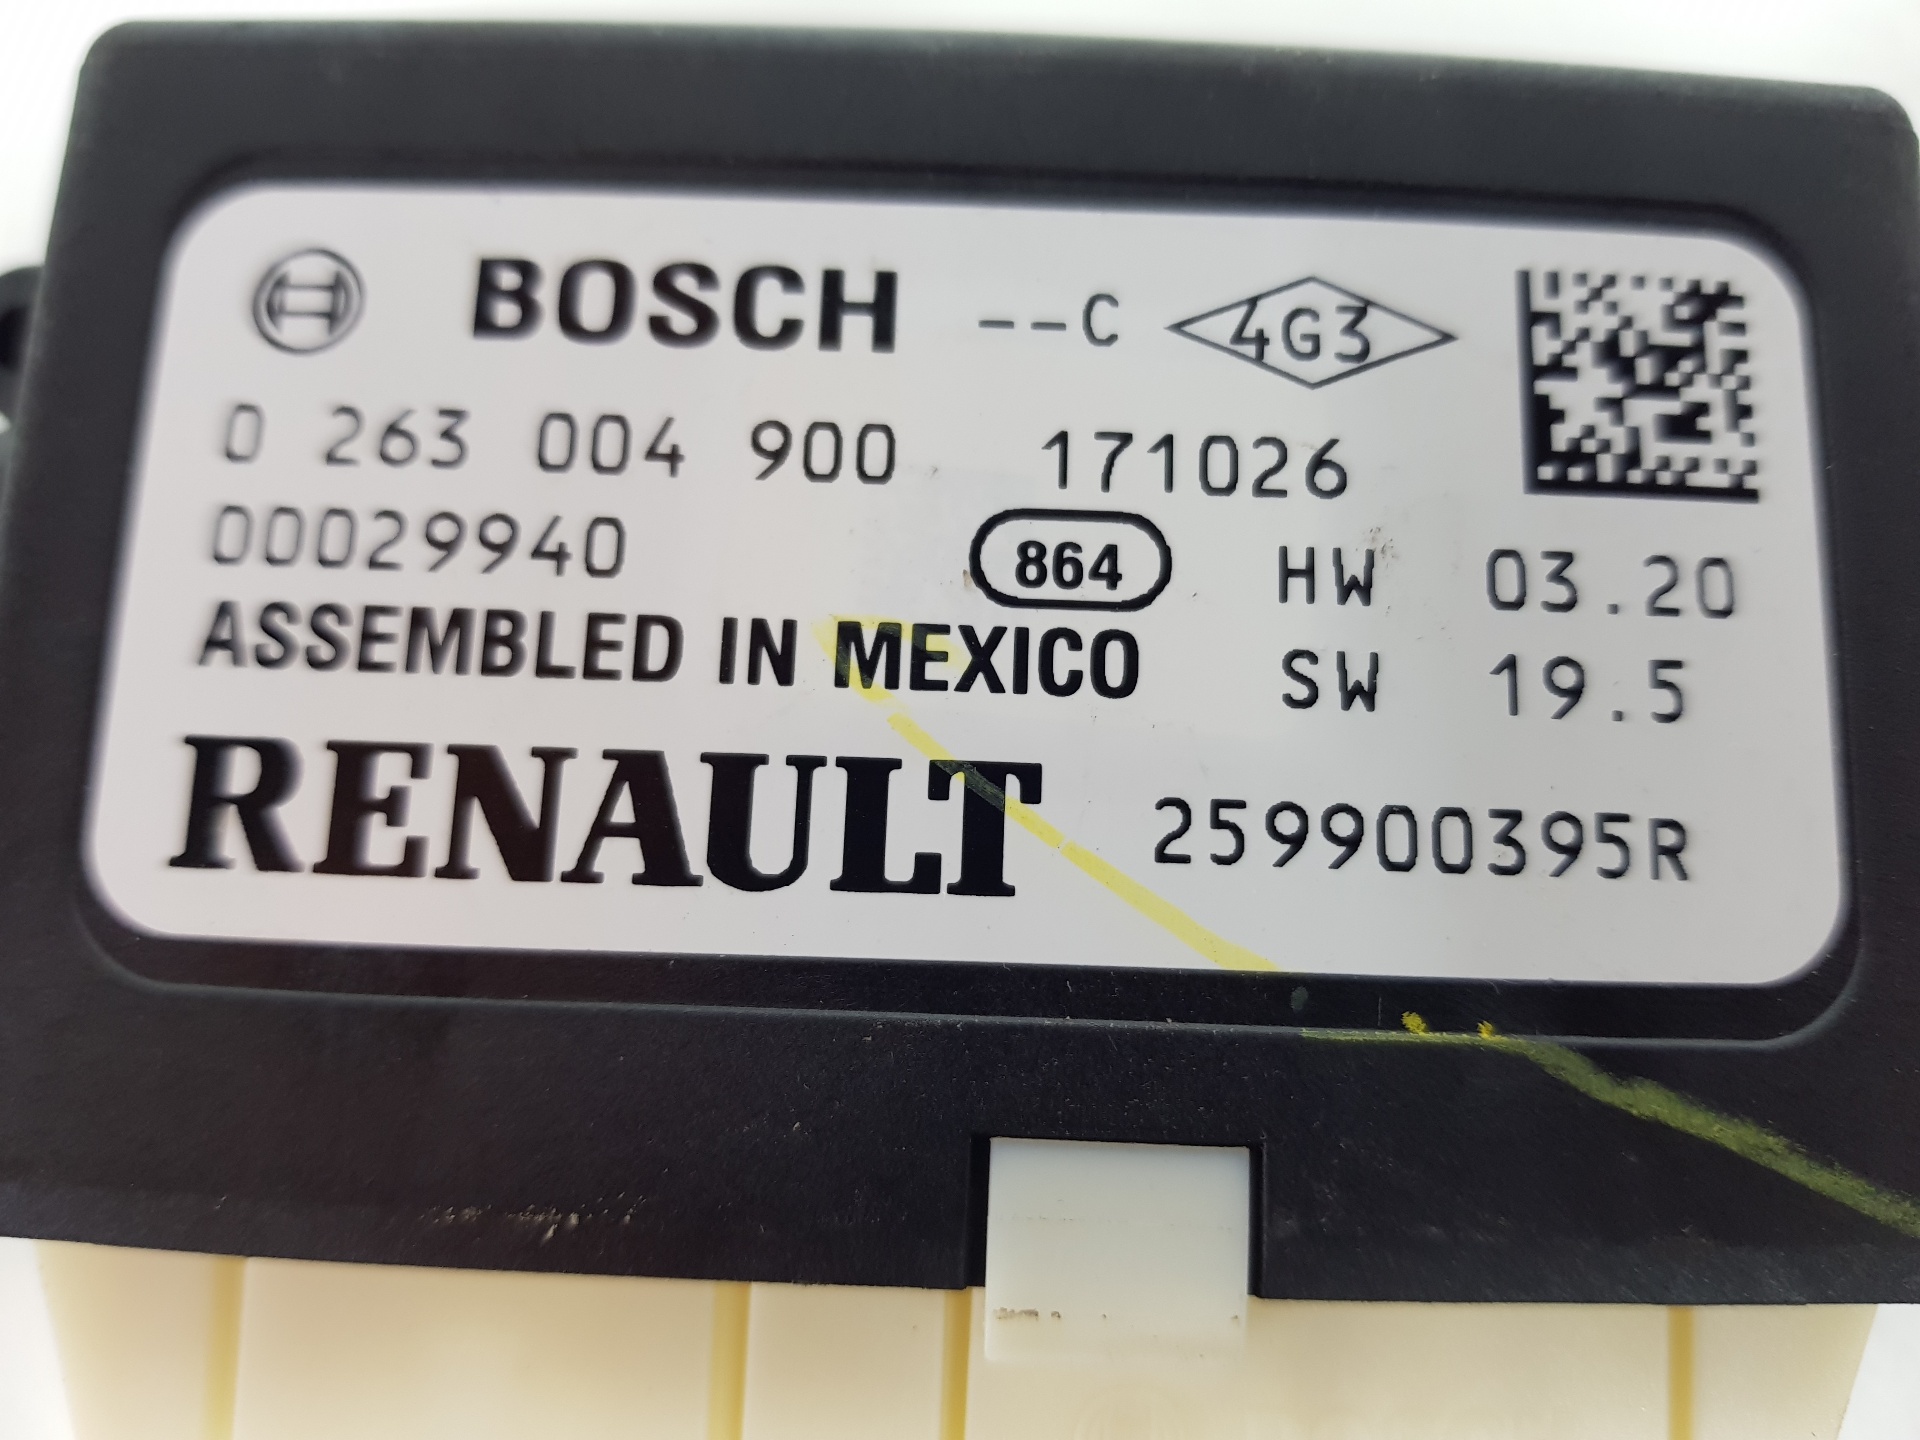 BOSCH --C 4G3
0 263 004 900 171026
00029940 864 HW 03.20
ASSEMBLED IN MEXICO SW 19.5
RENAULT 259900395R